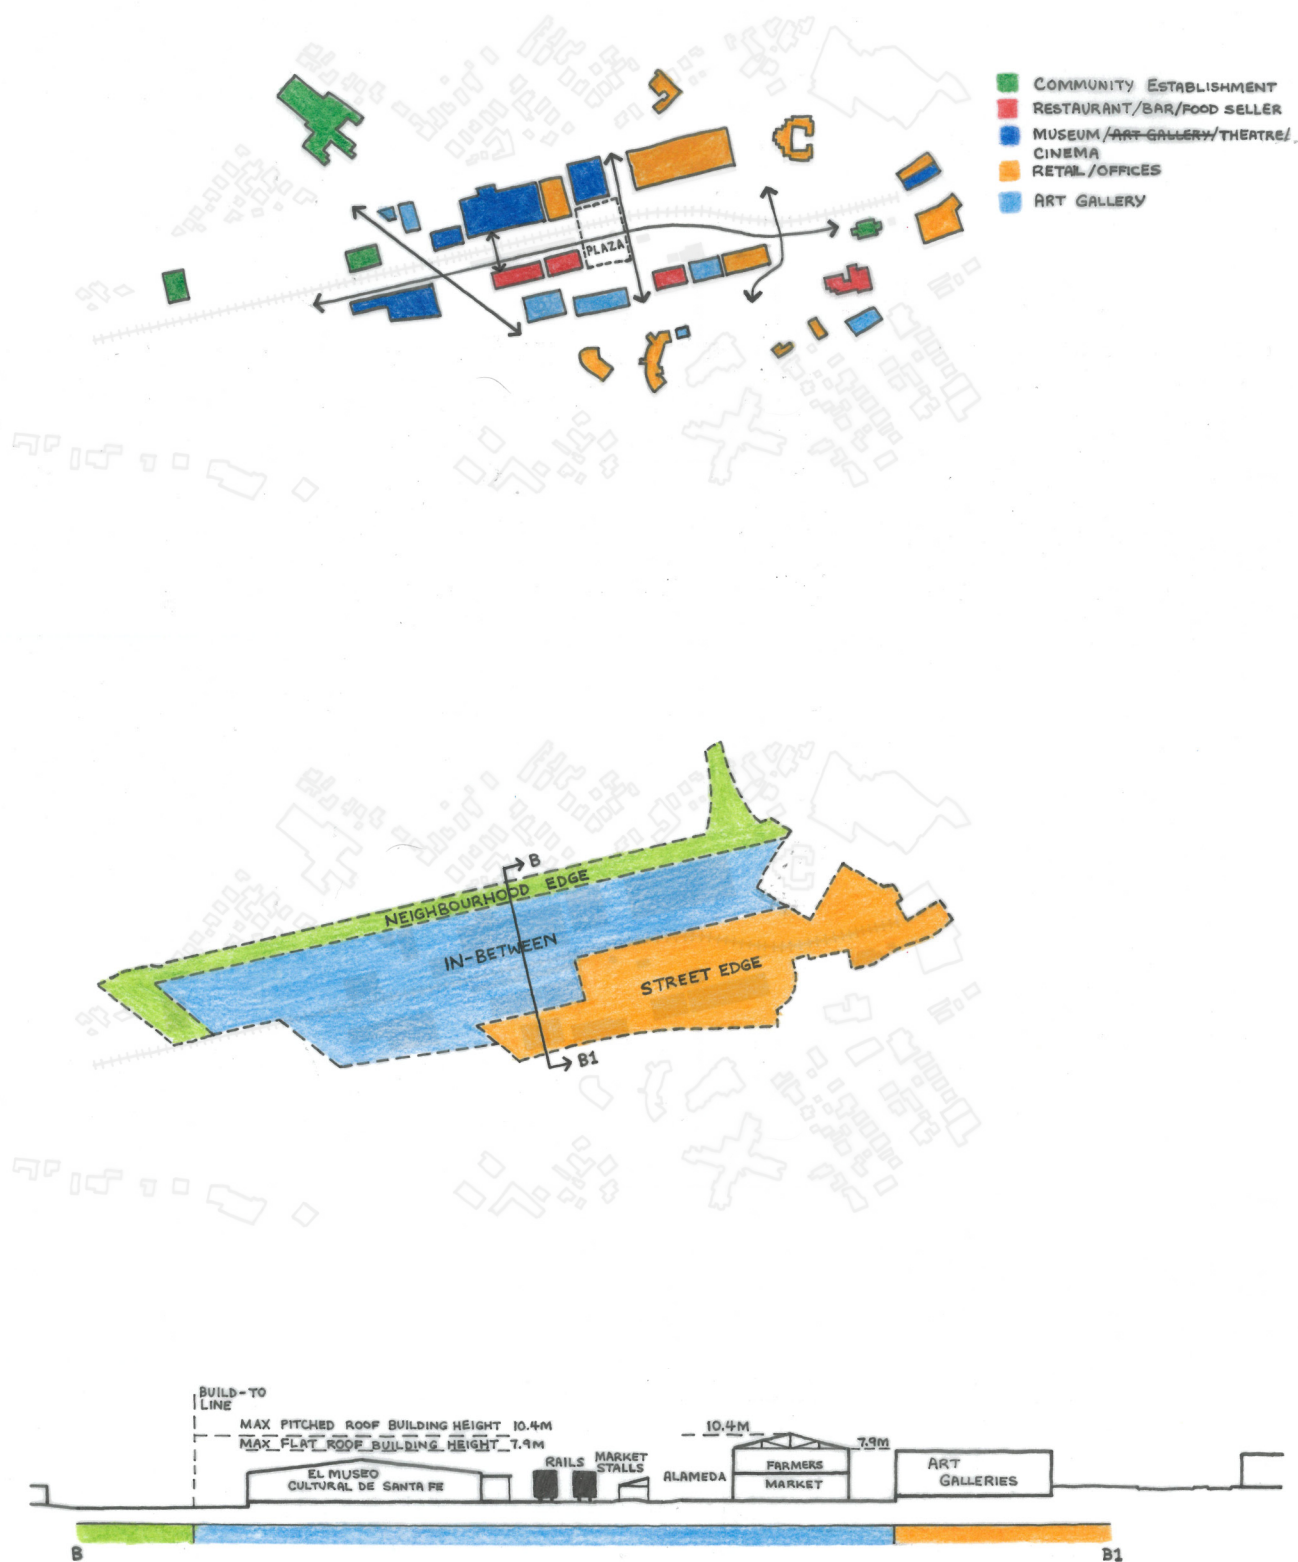 COMMUNITY ESTABLISHMENT
RESTAURANT/BAR/FOOD SELLER
MUSEUM/ART GALLERY/THEATRE/
CINEMA
RETAIL/OFFICES
ART GALLERY
PLAZA
B
NEIGHBOURHOOD EDGE
IN-BETWEEN
STREET EDGE
B1
BUILD-TO
LINE
MAX PITCHED ROOF BUILDING HEIGHT 10.4M
MAX FLAT ROOF BUILDING HEIGHT 7.9M
10.4M
7.9M
EL MUSEO
CULTURAL DE SANTA FE
RAILS
MARKET
STALLS
ALAMEDA
FARMERS
MARKET
ART
GALLERIES
B
B1